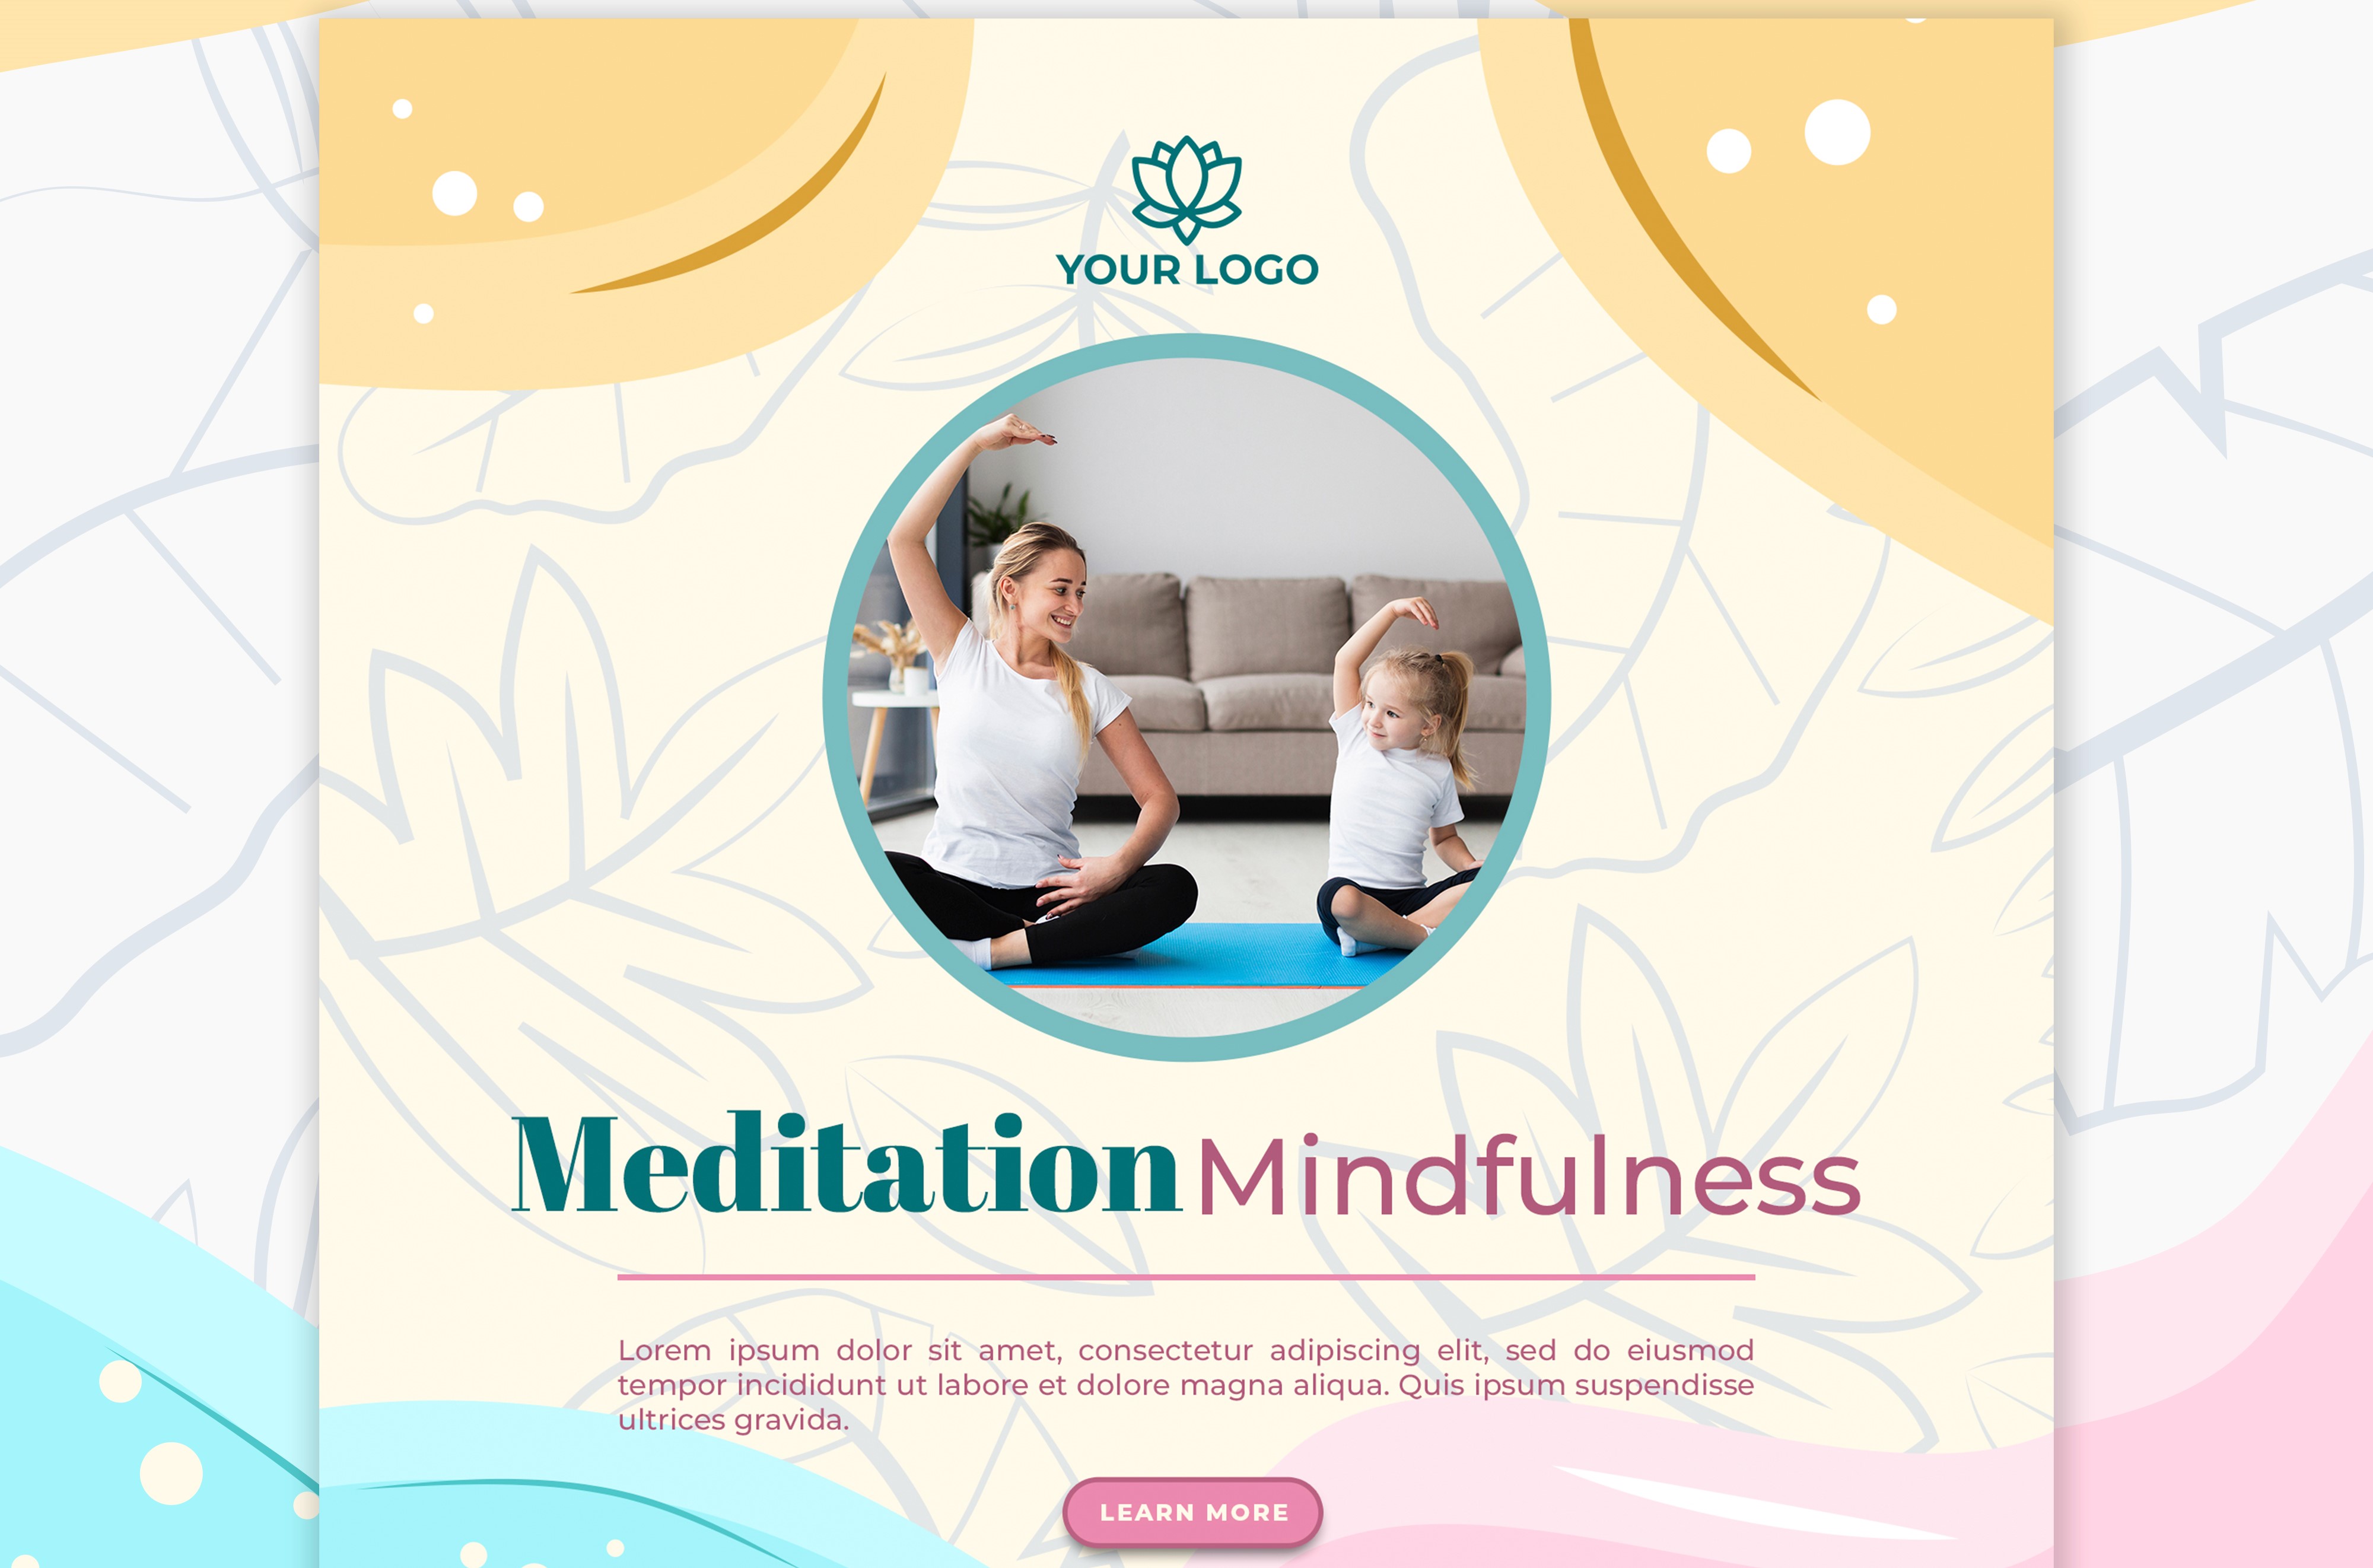 YOUR LOGO
Meditation Mindfulness
Lorem ipsum dolor sit amet, consectetur adipiscing elit, sed do eiusmod
tempor incididunt ut labore et dolore magna aliqua. Quis ipsum suspendisse
ultrices gravida.
LEARN MORE